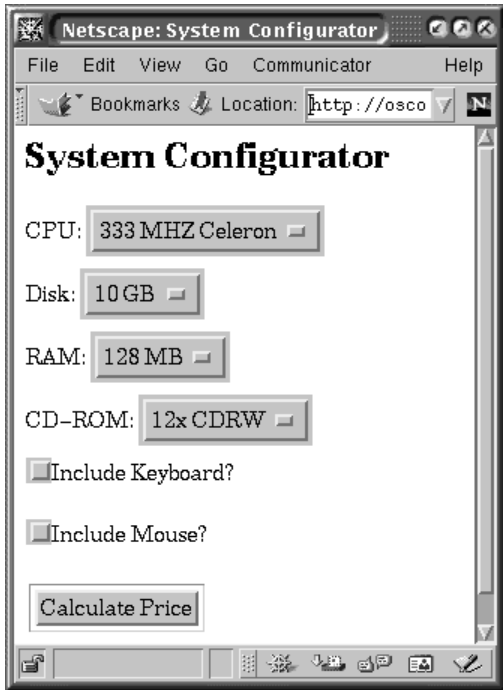 Netscape: System Configurator
File Edit View Go Communicator Help
Bookmarks Location: http://osco N
System Configurator
CPU: 333 MHZ Celeron
Disk: 10 GB
RAM: 128 MB
CD-ROM: 12x CDRW
Include Keyboard?
Include Mouse?
Calculate Price